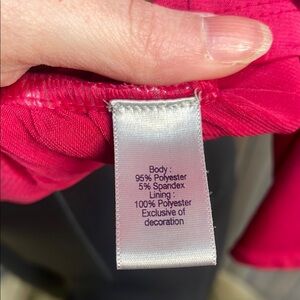 Body :
95% Polyester
5% Spandex
Lining :
100% Polyester
Exclusive of
decoration